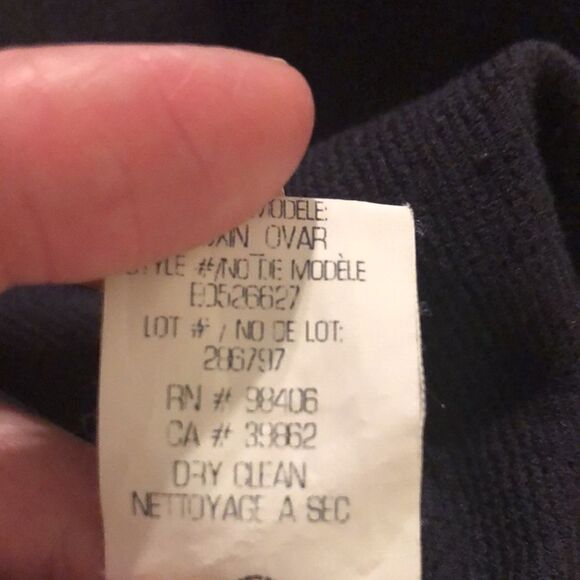 MODELE:
OVAR
STYLE #/NO DE MODÈLE
LOT # / NO DE LOT:
286797
RN # 98406
CA # 39862
DRY CLEAN
NETTOYAGE A SEC